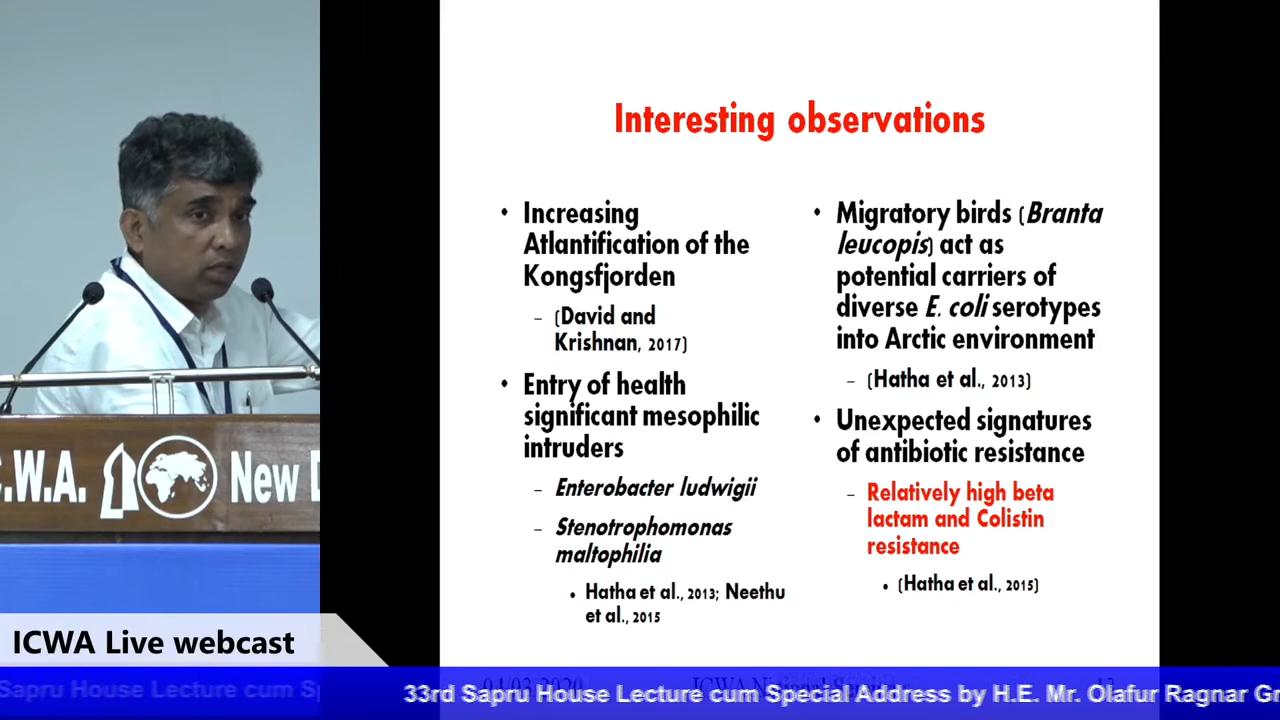 Interesting observations
• Increasing
Atlantification of the
Kongsfjorden
– (David and
Krishnan, 2017)
• Entry of health
significant mesophilic
intruders
– Enterobacter ludwigii
– Stenotrophomonas
maltophilia
• Hatha et al., 2013; Neethu
et al., 2015
• Migratory birds (Branta
leucopis) act as
potential carriers of
diverse E. coli serotypes
into Arctic environment
– (Hatha et al., 2013)
• Unexpected signatures
of antibiotic resistance
– Relatively high beta
lactam and Colistin
resistance
• (Hatha et al., 2015)
.W.A. New
ICWA Live webcast
Sapru House Lecture cum 33rd Sapru House Lecture cum Special Address by H.E. Mr. Olafur Ragnar